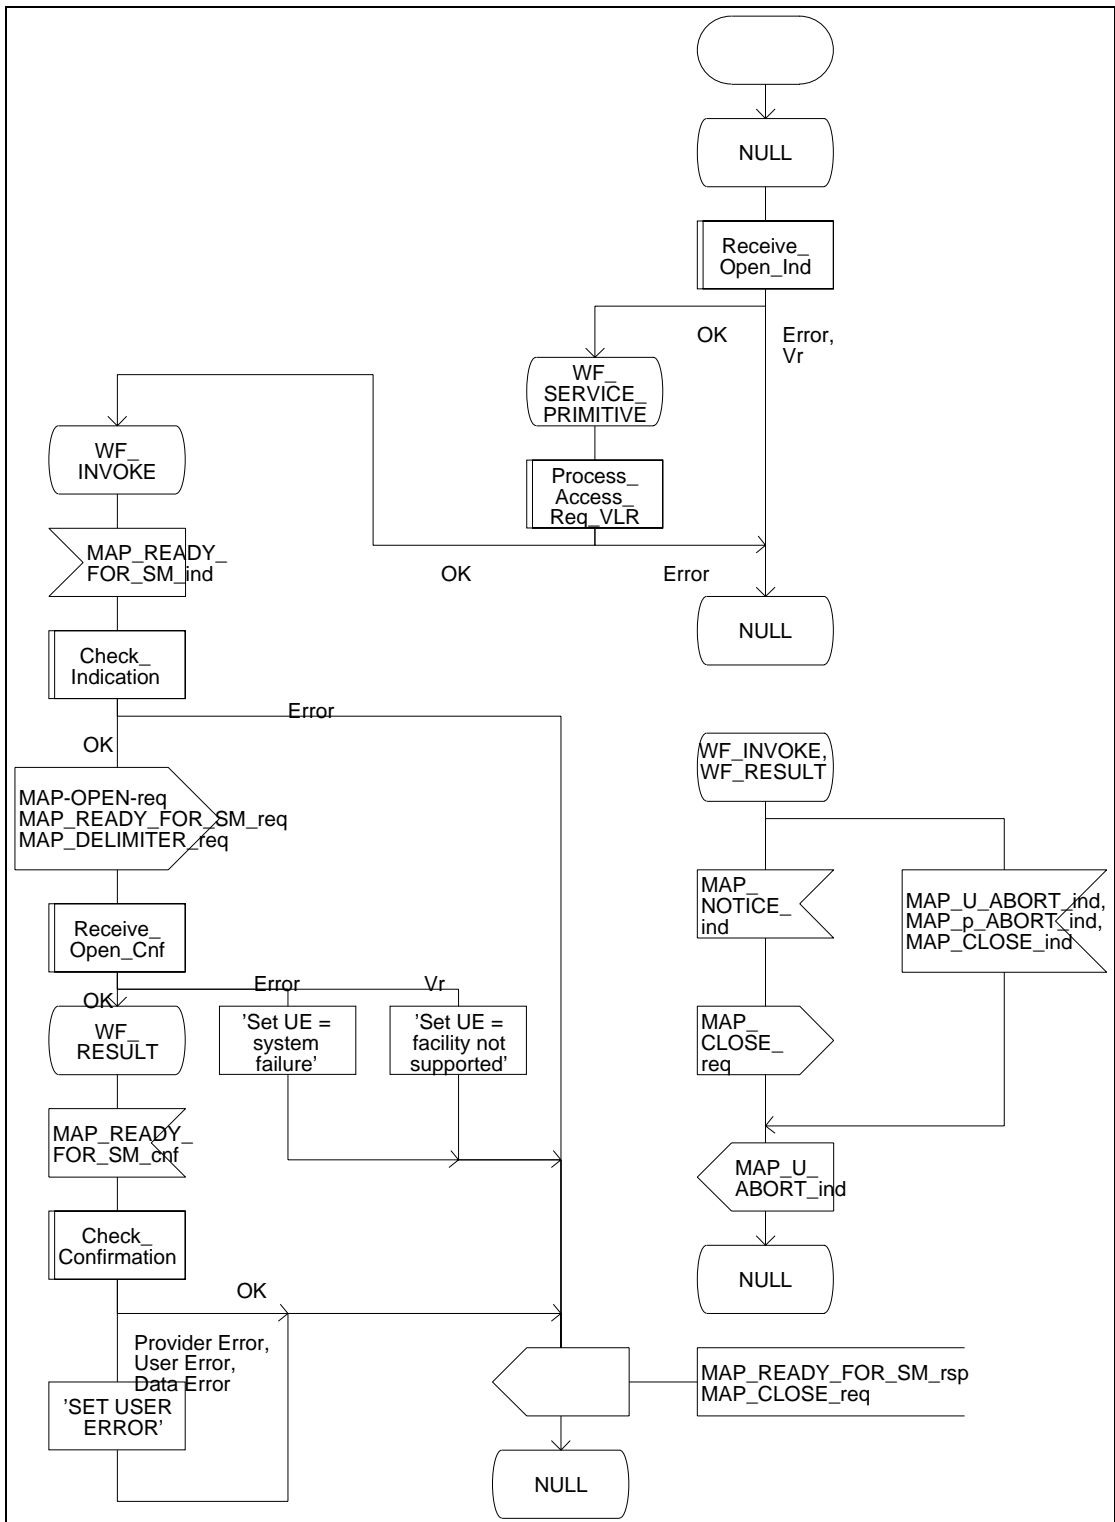 NULL
Receive_
Open_Ind
OK
Error,
Vr
WF_
SERVICE_
PRIMITIVE
WF_
INVOKE
Process_
Access_
Req_VLR
MAP_READY_
FOR_SM_ind
OK
Error
NULL
Check_
Indication
Error
OK
WF_INVOKE,
WF_RESULT
MAP-OPEN-req
MAP_READY_FOR_SM_req
MAP_DELIMITER_req
MAP_
NOTICE_
ind
MAP_U_ABORT_ind,
MAP_p_ABORT_ind,
MAP_CLOSE_ind
Receive_
Open_Cnf
Error
Vr
OK
WF_
RESULT
'Set UE =
system
failure'
'Set UE =
facility not
supported'
MAP_
CLOSE_
req
MAP_READY_
FOR_SM_cnf
MAP_U_
ABORT_ind
Check_
Confirmation
NULL
OK
Provider Error,
User Error,
Data Error
MAP_READY_FOR_SM_rsp
MAP_CLOSE_req
'SET USER
ERROR'
NULL